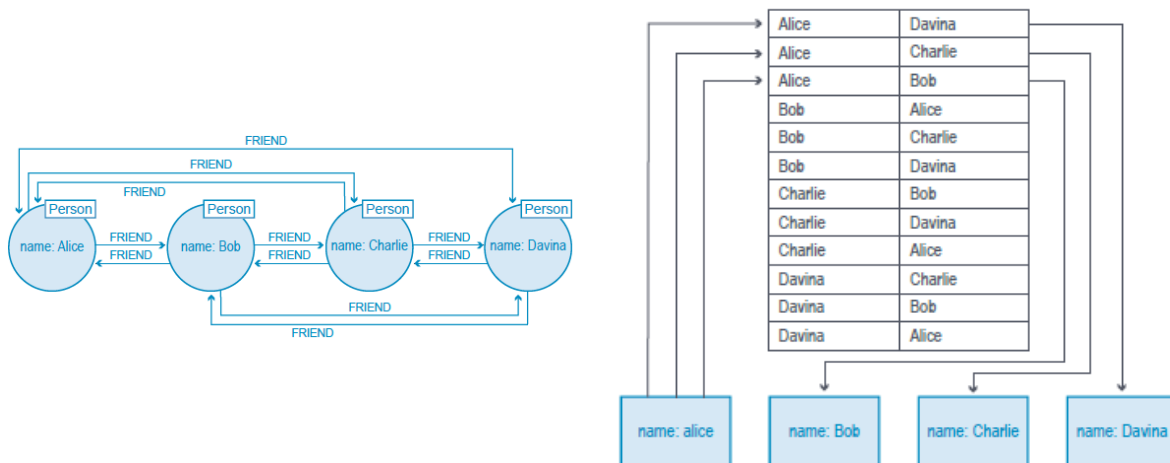 FRIEND
FRIEND
FRIEND
Person
Person
Person
Person
name: Alice
FRIEND
FRIEND
name: Bob
FRIEND
FRIEND
name: Charlie
FRIEND
FRIEND
name: Davina
FRIEND
FRIEND
Alice Davina
Alice Charlie
Alice Bob
Bob Alice
Bob Charlie
Bob Davina
Charlie Bob
Charlie Davina
Charlie Alice
Davina Charlie
Davina Bob
Davina Alice
name: alice
name: Bob
name: Charlie
name: Davina